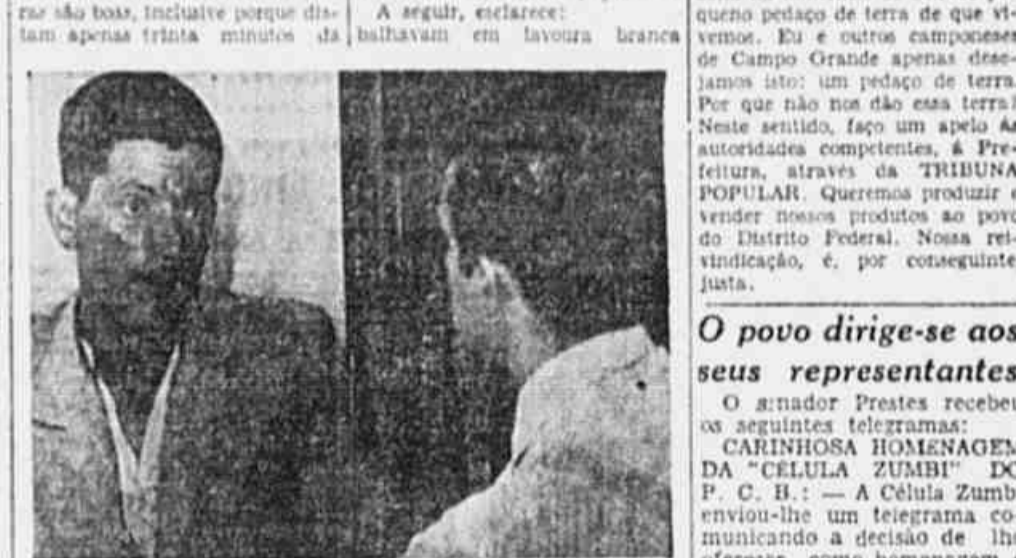 ras são boas, inclusive porque dis-
tam apenas trinta minutos da
A seguir, esclarece:
balhavam em lavoura branca
queno pedaço de terra de que vi-
vemos. Eu e outros camponeses
de Campo Grande apenas dese-
jamos isto: um pedaço de terra.
Por que não nos dão essa terra?
Neste sentido, faço um apelo às
autoridades competentes, á Pre-
feitura, através da TRIBUNA
POPULAR. Queremos produzir e
vender nossos produtos ao povo
do Distrito Federal. Nossa rei-
vindicação, é, por conseguinte
justa.
O povo dirige-se aos
seus representantes
O senador Prestes recebeu
os seguintes telegramas:
CARINHOSA HOMENAGEM
DA "CÉLULA ZUMBI" DO
P. C. B.: — A Célula Zumb
enviou-lhe um telegrama co-
municando a decisão de lhe